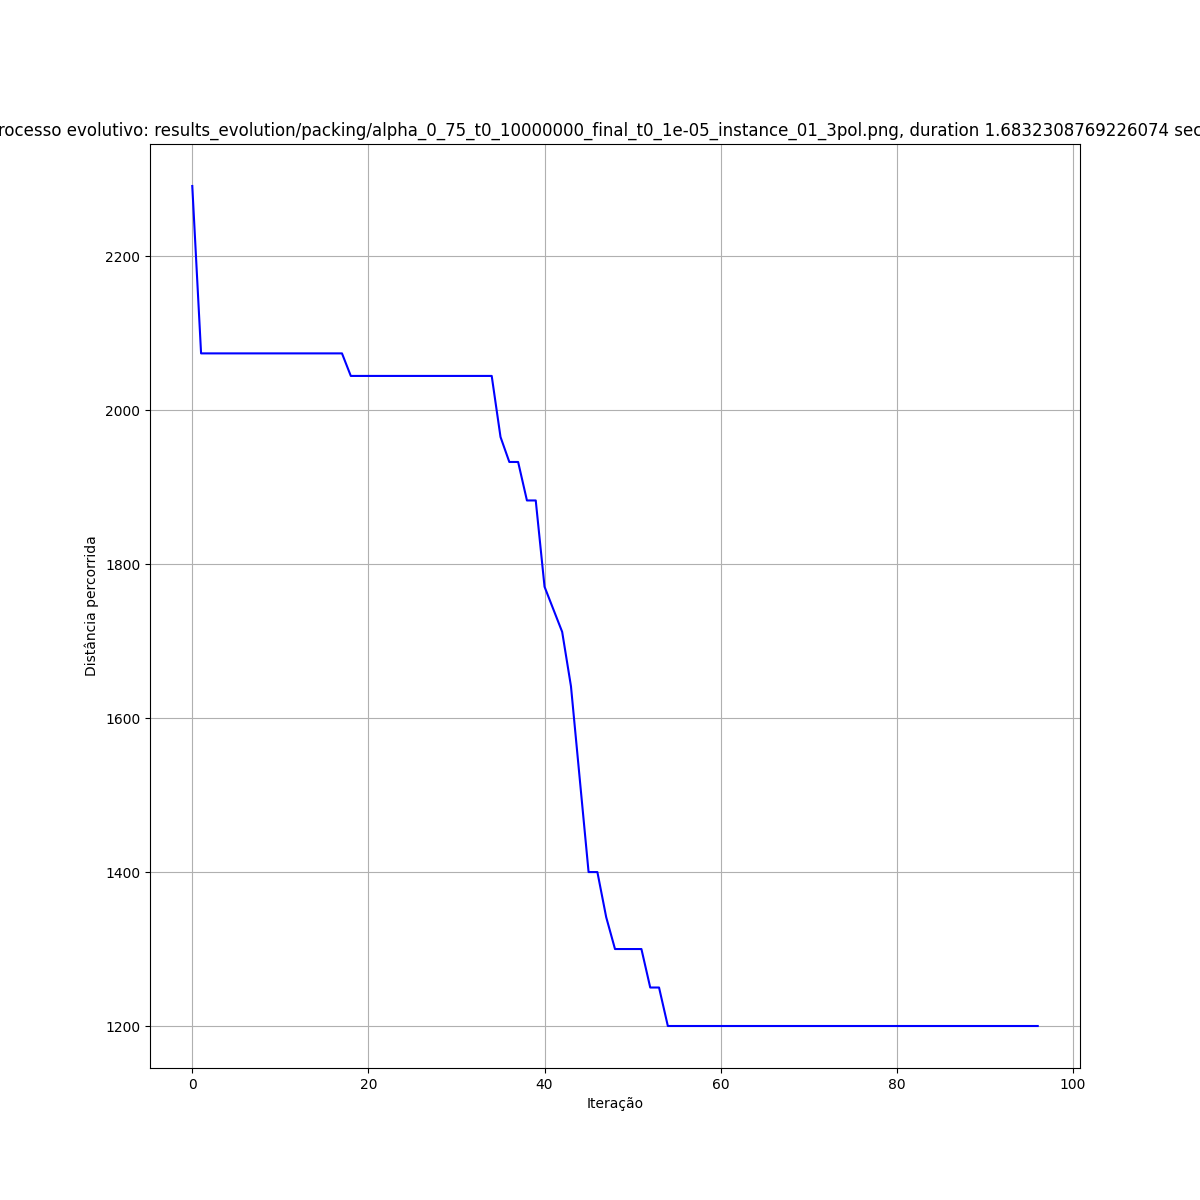 rocesso evolutivo: results_evolution/packing/alpha_0_75_t0_10000000_final_t0_1e-05_instance_01_3pol.png, duration 1.6832308769226074 sec
2200
2000
1800
1600
1400
1200
Distância percorrida
0 20 40 60 80 100
Iteração